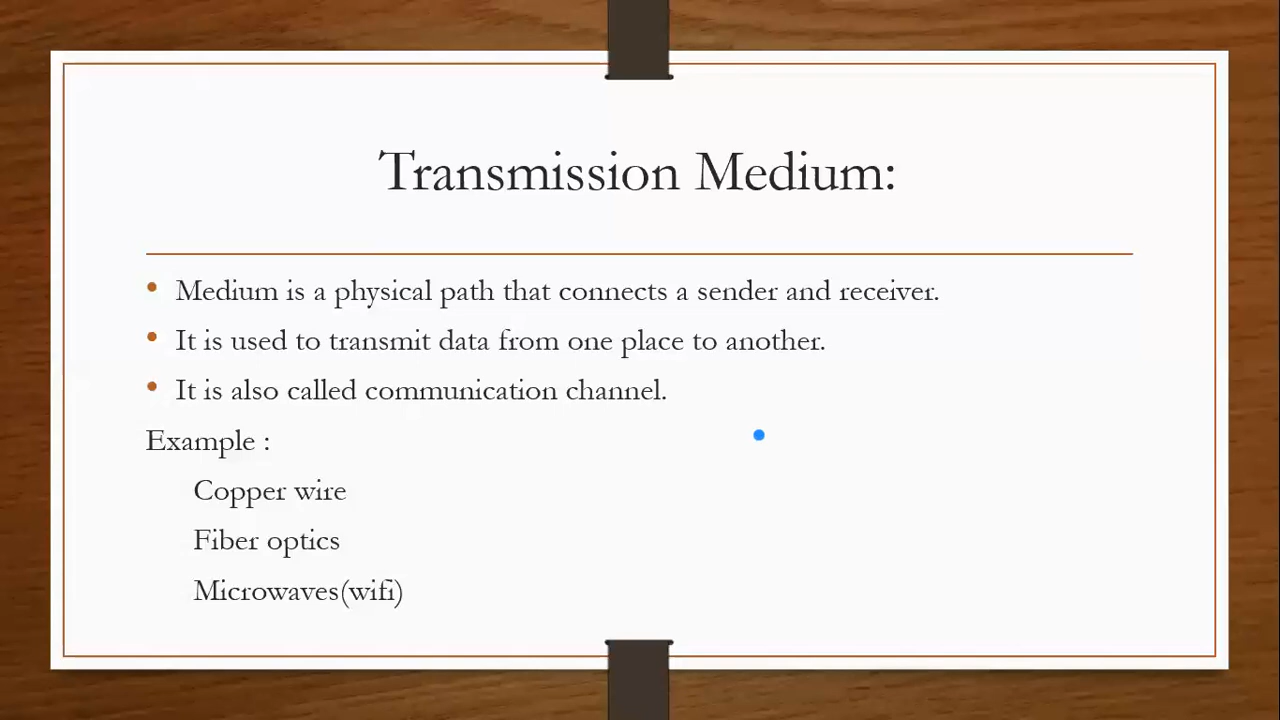 Transmission Medium:
• Medium is a physical path that connects a sender and receiver.
• It is used to transmit data from one place to another.
• It is also called communication channel.
Example :
Copper wire
Fiber optics
Microwaves(wifi)